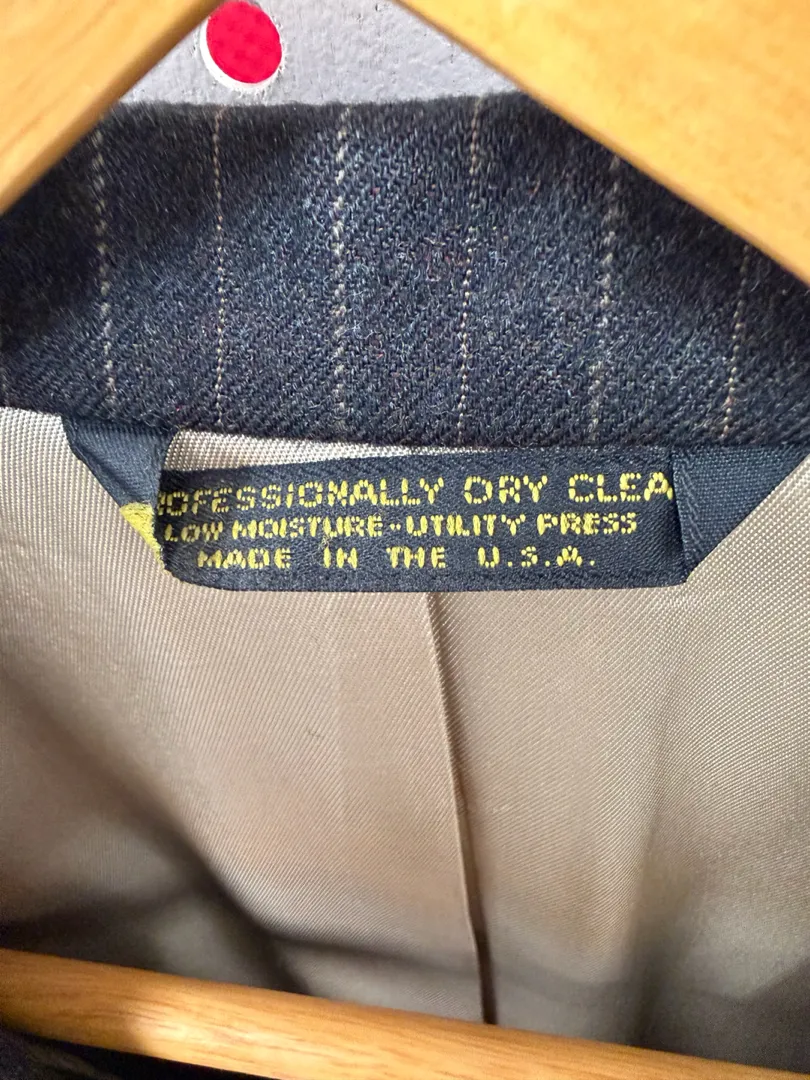 ROFESSIONALLY DRY CLEA
LOW MOISTURE-UTILITY PRESS
MADE IN THE U.S.A.